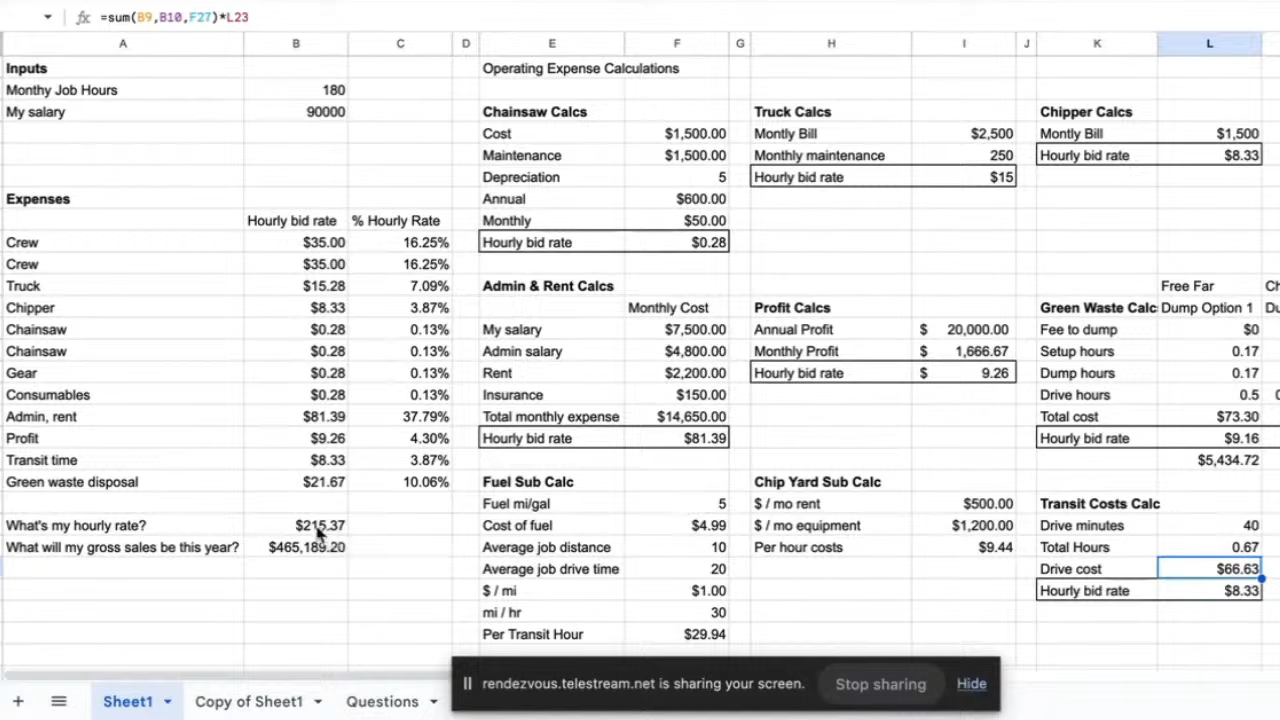 fx =sum(B9,B10,F27)*L23
A B C D E F G H I J K L
Inputs Operating Expense Calculations
Monthy Job Hours 180
My salary 90000 Chainsaw Calcs Truck Calcs Chipper Calcs
Cost $1,500.00 Montly Bill $2,500 Montly Bill $1,500
Maintenance $1,500.00 Monthly maintenance 250 Hourly bid rate $8.33
Depreciation 5 Hourly bid rate $15
Expenses Annual $600.00
Hourly bid rate % Hourly Rate Monthly $50.00
Crew $35.00 16.25% Hourly bid rate $0.28
Crew $35.00 16.25%
Truck $15.28 7.09% Admin & Rent Calcs Free Far Ch
Chipper $8.33 3.87% Monthly Cost Profit Calcs Green Waste Calc Dump Option 1 Du
Chainsaw $0.28 0.13% My salary $7,500.00 Annual Profit $ 20,000.00 Fee to dump $0
Chainsaw $0.28 0.13% Admin salary $4,800.00 Monthly Profit $ 1,666.67 Setup hours 0.17
Gear $0.28 0.13% Rent $2,200.00 Hourly bid rate $ 9.26 Dump hours 0.17
Consumables $0.28 0.13% Insurance $150.00 Drive hours 0.5 0
Admin, rent $81.39 37.79% Total monthly expense $14,650.00 Total cost $73.30
Profit $9.26 4.30% Hourly bid rate $81.39 Hourly bid rate $9.16
Transit time $8.33 3.87% $5,434.72
Green waste disposal $21.67 10.06% Fuel Sub Calc Chip Yard Sub Calc
Fuel mi/gal 5 $ / mo rent $500.00 Transit Costs Calc
What's my hourly rate? $215.37 Cost of fuel $4.99 $ / mo equipment $1,200.00 Drive minutes 40
What will my gross sales be this year? $465,189.20 Average job distance 10 Per hour costs $9.44 Total Hours 0.67
Average job drive time 20 Drive cost $66.63
$ / mi $1.00 Hourly bid rate $8.33
mi / hr 30
Per Transit Hour $29.94
rendezvous.telestream.net is sharing your screen. Stop sharing Hide
Sheet1 Copy of Sheet1 Questions